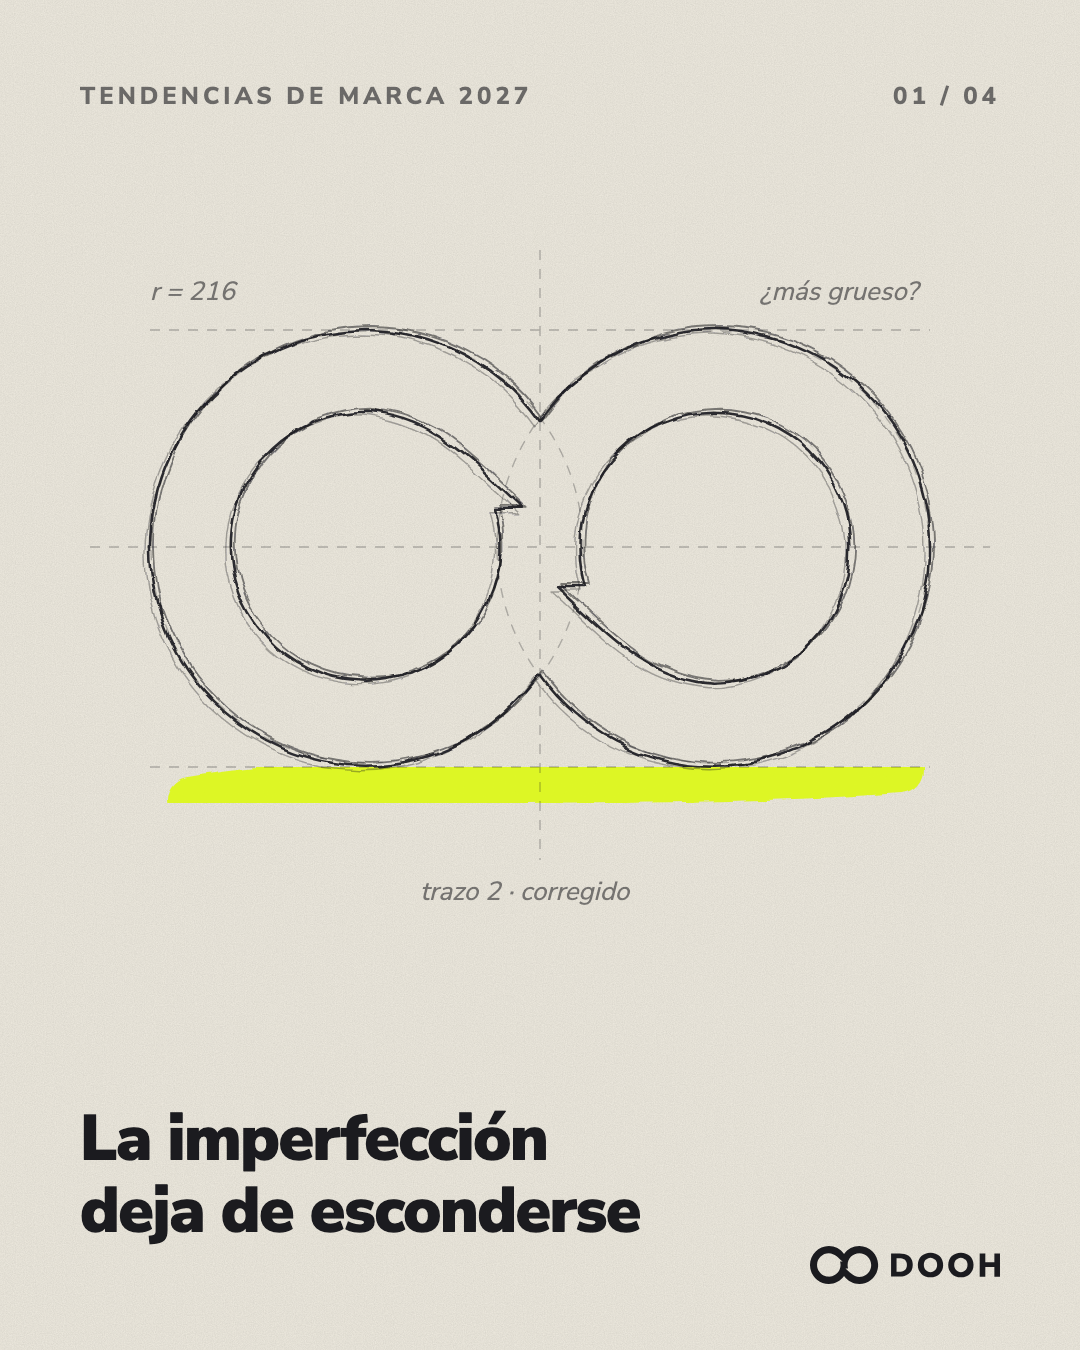 TENDENCIAS DE MARCA 2027
01 / 04
r = 216
¿más grueso?
trazo 2 · corregido
La imperfección
deja de esconderse
DOOH